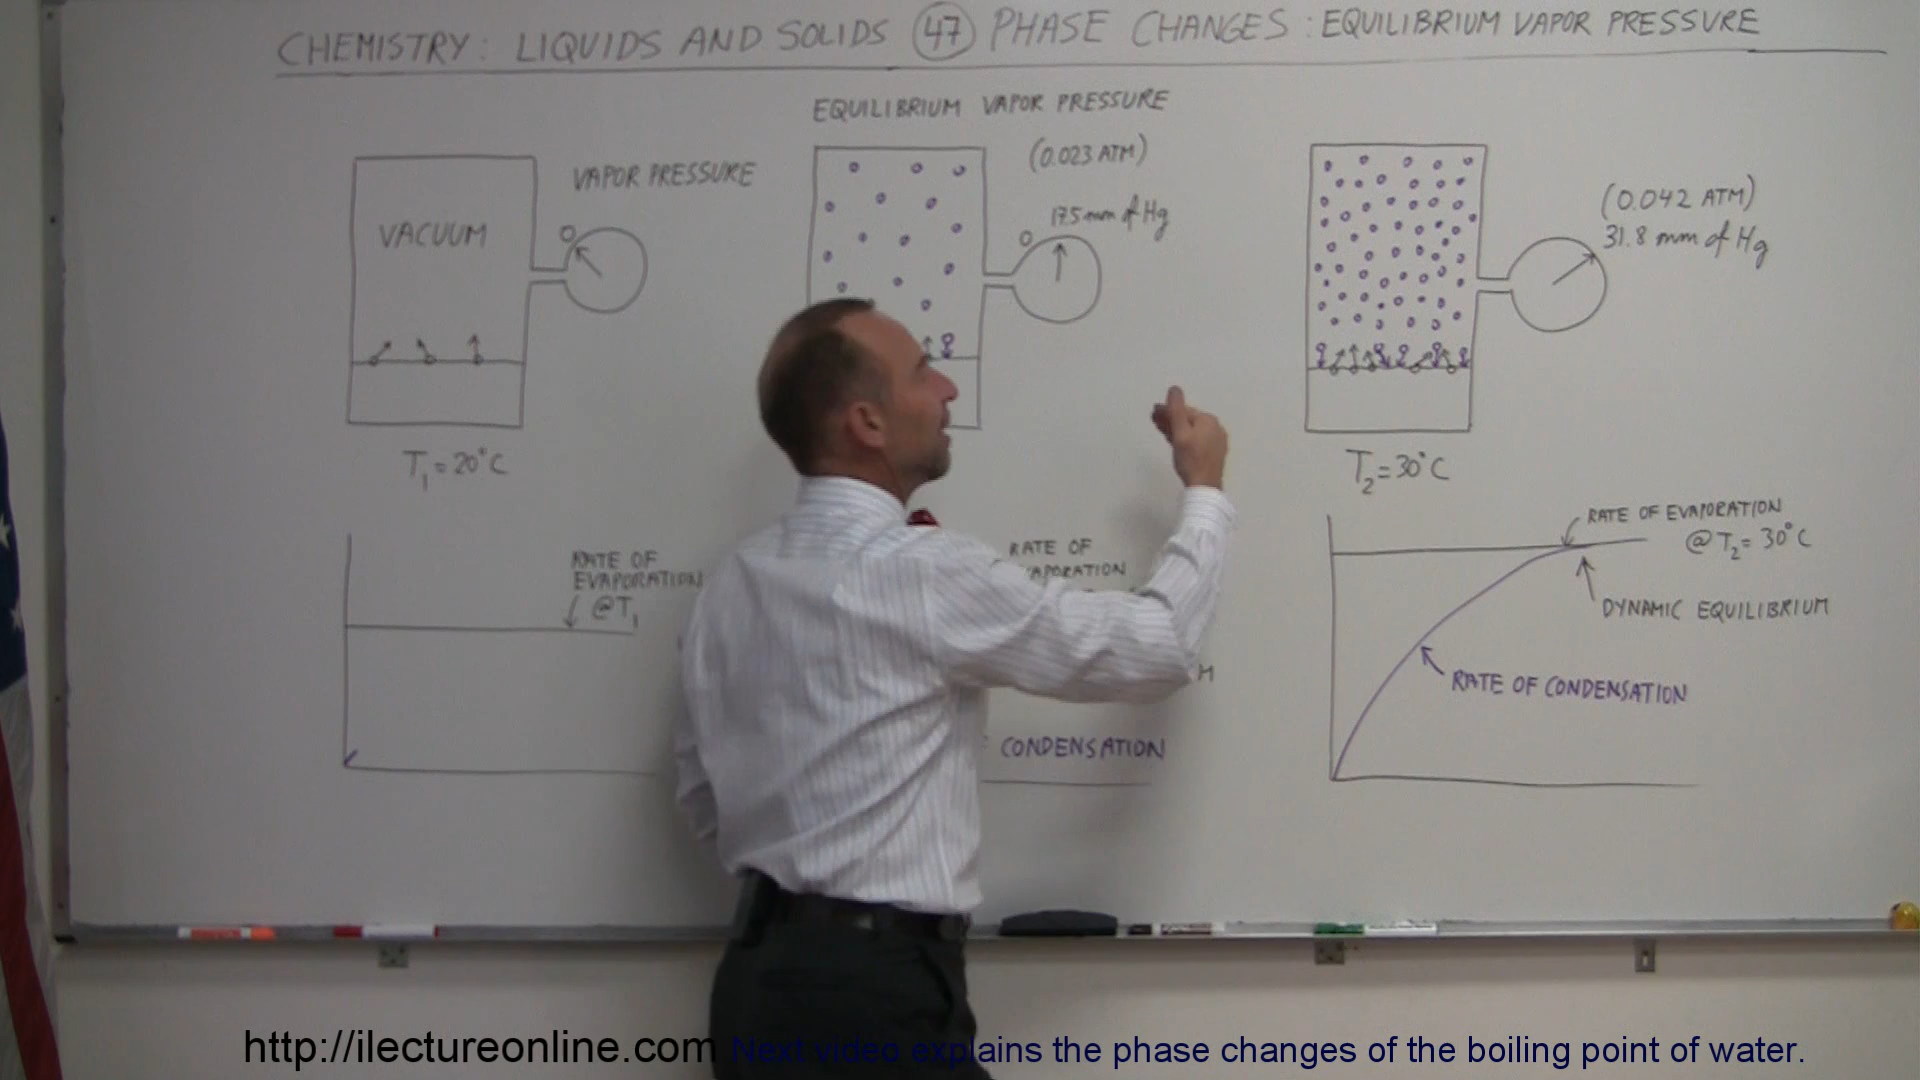 CHEMISTRY: LIQUIDS AND SOLIDS 47 PHASE CHANGES: EQUILIBRIUM VAPOR PRESSURE
EQUILIBRIUM VAPOR PRESSURE
VAPOR PRESSURE
VACUUM
O
T1 = 20°C
(0.023 ATM)
17.5 mm of Hg
O
(0.042 ATM)
31.8 mm of Hg
T2 = 30°C
RATE OF
EVAPORATION
@T1
RATE OF
APORATION
M
CONDENSATION
RATE OF EVAPORATION
@ T2 = 30°C
DYNAMIC EQUILIBRIUM
RATE OF CONDENSATION
http://ilectureonline.com Next video explains the phase changes of the boiling point of water.